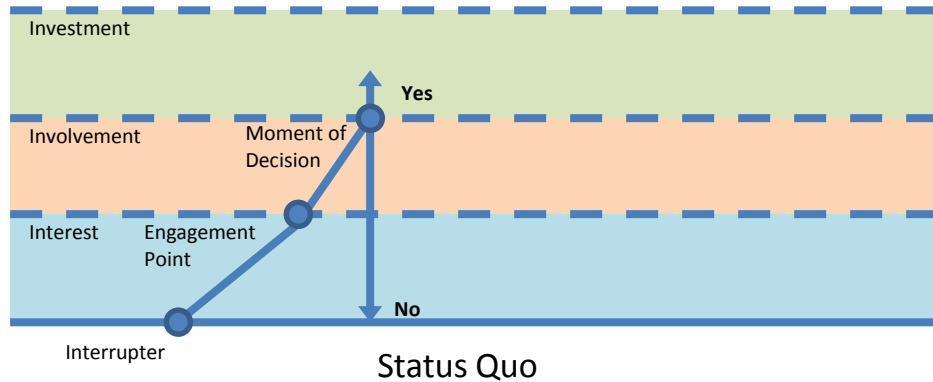 Investment
Yes
Involvement
Moment of
Decision
Interest
Engagement
Point
No
Interrupter
Status Quo